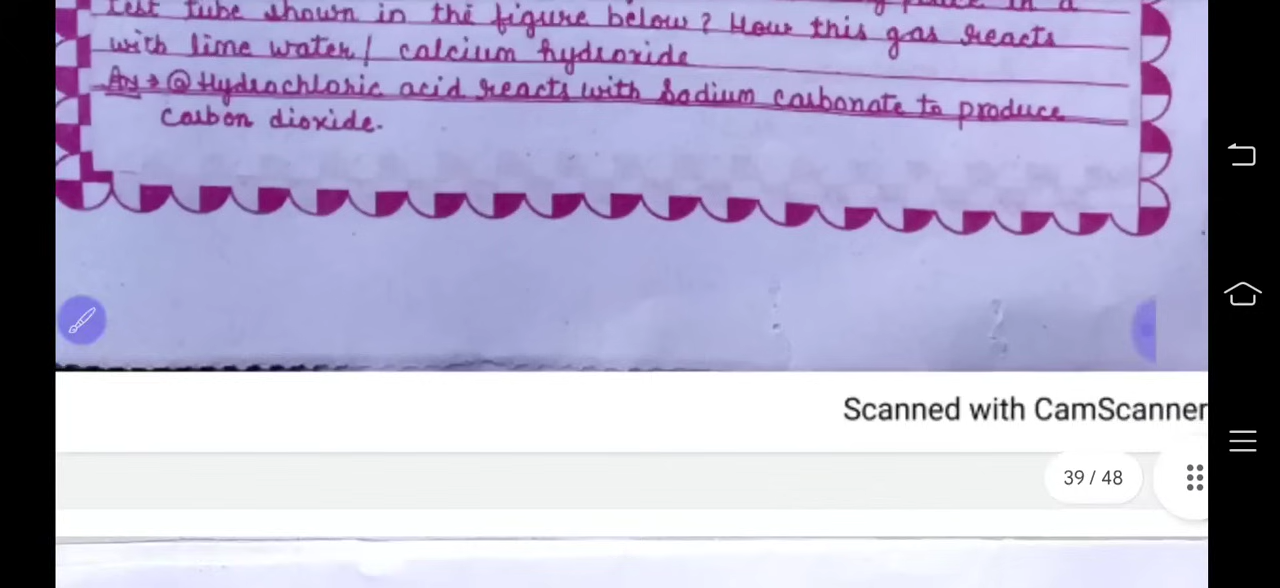 test tube shown in the figure below? How this gas reacts
with lime water/ calcium hydroxide
Ans → @ Hydrochloric acid reacts with Sodium carbonate to produce
Carbon dioxide.
Scanned with CamScanner
39 / 48